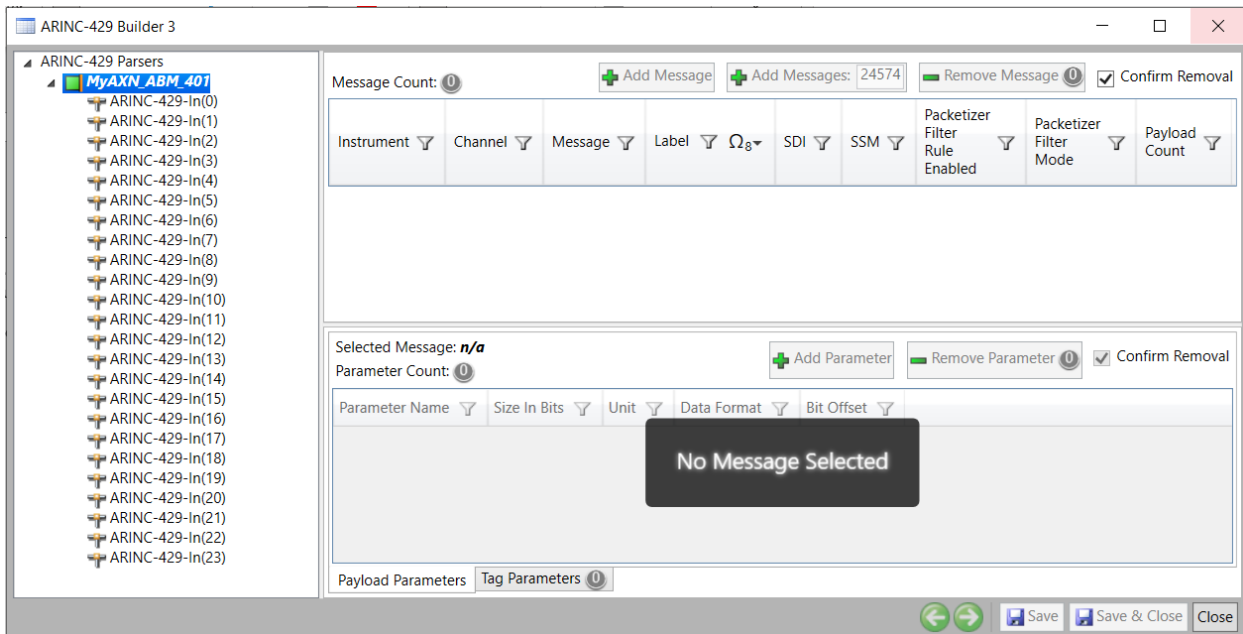 ARINC-429 Builder 3
ARINC-429 Parsers
MyAXN_ABM_401
ARINC-429-In(0)
ARINC-429-In(1)
ARINC-429-In(2)
ARINC-429-In(3)
ARINC-429-In(4)
ARINC-429-In(5)
ARINC-429-In(6)
ARINC-429-In(7)
ARINC-429-In(8)
ARINC-429-In(9)
ARINC-429-In(10)
ARINC-429-In(11)
ARINC-429-In(12)
ARINC-429-In(13)
ARINC-429-In(14)
ARINC-429-In(15)
ARINC-429-In(16)
ARINC-429-In(17)
ARINC-429-In(18)
ARINC-429-In(19)
ARINC-429-In(20)
ARINC-429-In(21)
ARINC-429-In(22)
ARINC-429-In(23)
Message Count: 0 Add Message Add Messages: 24574 Remove Message 0 Confirm Removal
Instrument Channel Message Label Ω8 SDI SSM
Packetizer
Filter
Rule
Enabled
Packetizer
Filter
Mode
Payload
Count
Selected Message: n/a
Parameter Count: 0
Add Parameter Remove Parameter 0 Confirm Removal
Parameter Name Size In Bits Unit Data Format Bit Offset
No Message Selected
Payload Parameters Tag Parameters 0
Save Save & Close Close